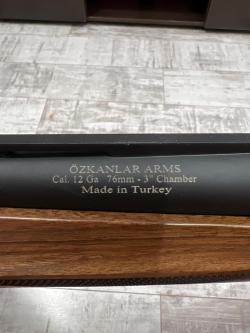 ÖZKANLAR ARMS
Cal. 12 Ga 76mm - 3" Chamber
Made in Turkey